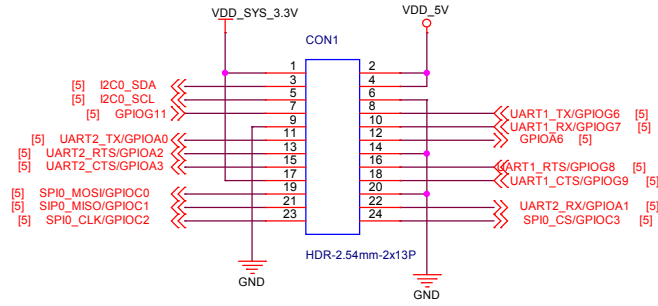 VDD_SYS_3.3V VDD_5V
CON1
1 2
[5] I2C0_SDA 3 4
[5] I2C0_SCL 5 6
[5] GPIOG11 7 8 UART1_TX/GPIOG6 [5]
9 10 UART1_RX/GPIOG7 [5]
[5] UART2_TX/GPIOA0 11 12 GPIOA6 [5]
[5] UART2_RTS/GPIOA2 13 14
[5] UART2_CTS/GPIOA3 15 16 UART1_RTS/GPIOG8 [5]
17 18 UART1_CTS/GPIOG9 [5]
[5] SPI0_MOSI/GPIOC0 19 20
[5] SIP0_MISO/GPIOC1 21 22 UART2_RX/GPIOA1 [5]
[5] SPI0_CLK/GPIOC2 23 24 SPI0_CS/GPIOC3 [5]
HDR-2.54mm-2x13P
GND GND